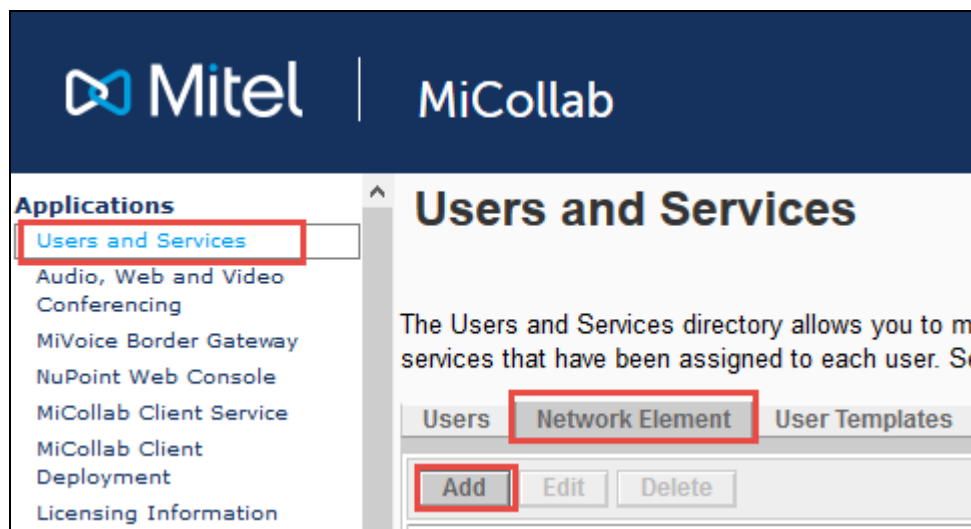 Mitel
MiCollab
Applications
Users and Services
Audio, Web and Video
Conferencing
MiVoice Border Gateway
NuPoint Web Console
MiCollab Client Service
MiCollab Client
Deployment
Licensing Information
Users and Services
The Users and Services directory allows you to m
services that have been assigned to each user. Se
Users Network Element User Templates
Add Edit Delete